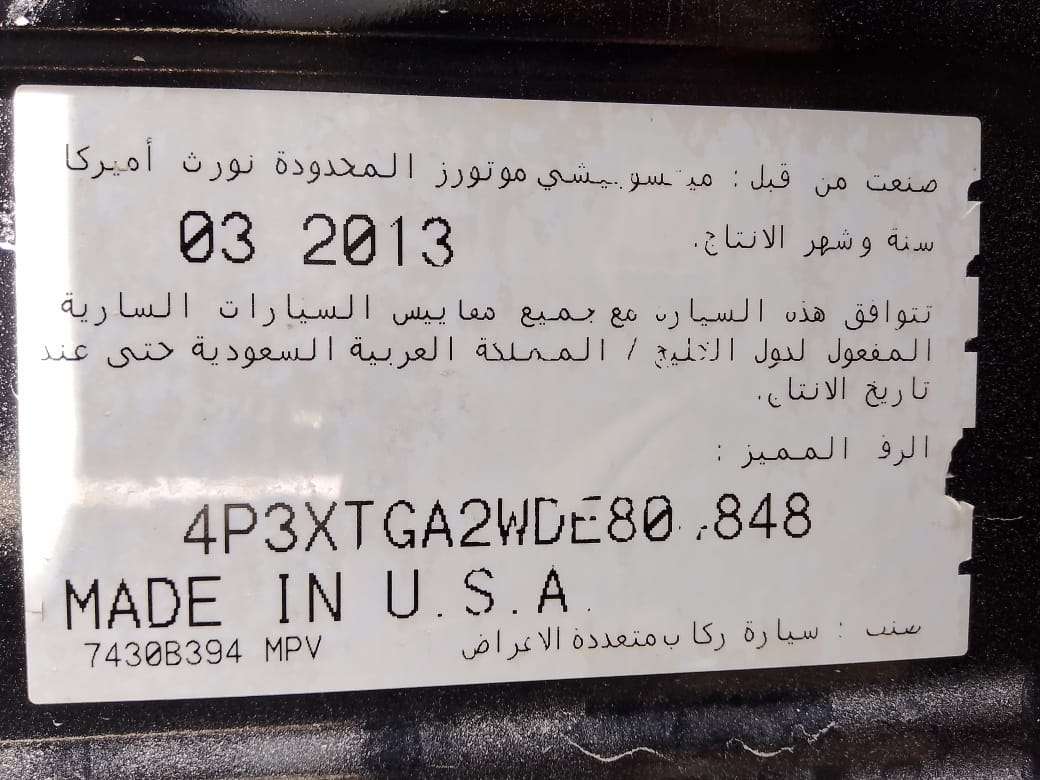 صنعت من قبل : ميتسوبيشي موتورز المحدودة نورث أميركا
سنة وشهر الانتاج.
03 2013
تتوافق هذه السيارة مع جميع مقاييس السيارات السارية
المفعول لدول الخليج / المملكة العربية السعودية حتى عند
تاريخ الانتاج.
الرقم المميز :
MADE IN U.S.A.
7430B394 MPV
صنف : سيارة ركاب متعددة الاغراض